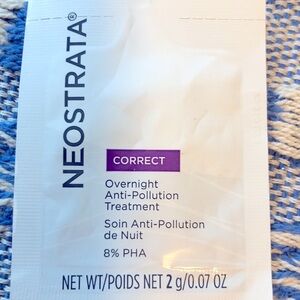 NEOSTRATA®
CORRECT
Overnight
Anti-Pollution
Treatment
Soin Anti-Pollution
de Nuit
8% PHA
NET WT/POIDS NET 2 g/0.07 OZ